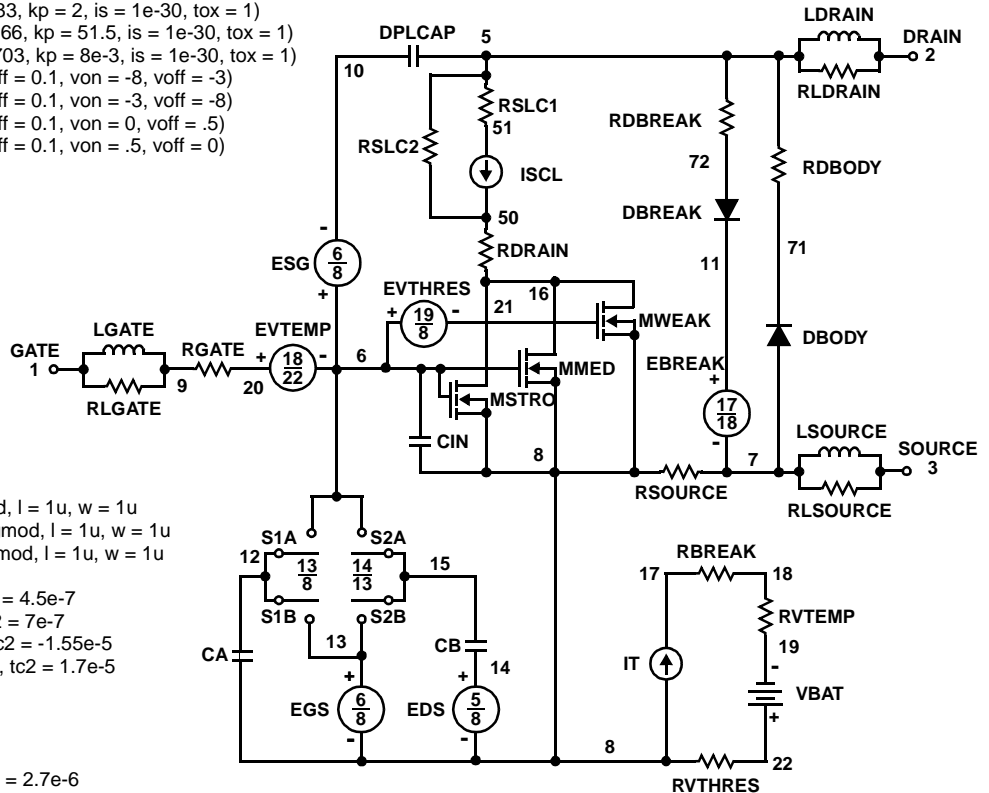 33, kp = 2, is = 1e-30, tox = 1)
66, kp = 51.5, is = 1e-30, tox = 1)
703, kp = 8e-3, is = 1e-30, tox = 1)
ff = 0.1, von = -8, voff = -3)
ff = 0.1, von = -3, voff = -8)
ff = 0.1, von = 0, voff = .5)
ff = 0.1, von = .5, voff = 0)
DPLCAP
5
10
LDRAIN
DRAIN
2
RLDRAIN
RSLC1
51
RSLC2
ISCL
50
RDRAIN
RDBREAK
72
RDBODY
DBREAK
71
11
ESG
-
6
8
+
EVTHRES
+
19
8
-
21
16
MWEAK
LGATE
GATE
1
RLGATE
9
RGATE
20
EVTEMP
+
18
22
-
6
MMED
MSTRO
DBODY
EBREAK
+
17
18
-
CIN
8
RSOURCE
7
LSOURCE
SOURCE
3
RLSOURCE
d, l = 1u, w = 1u
gmod, l = 1u, w = 1u
mod, l = 1u, w = 1u
= 4.5e-7
2 = 7e-7
c2 = -1.55e-5
, tc2 = 1.7e-5
= 2.7e-6
S1A
S2A
12
13
8
14
13
15
S1B
S2B
13
CA
CB
14
+
EGS
6
8
-
+
EDS
5
8
-
8
RBREAK
17
18
RVTEMP
19
IT
-
VBAT
+
22
RVTHRES